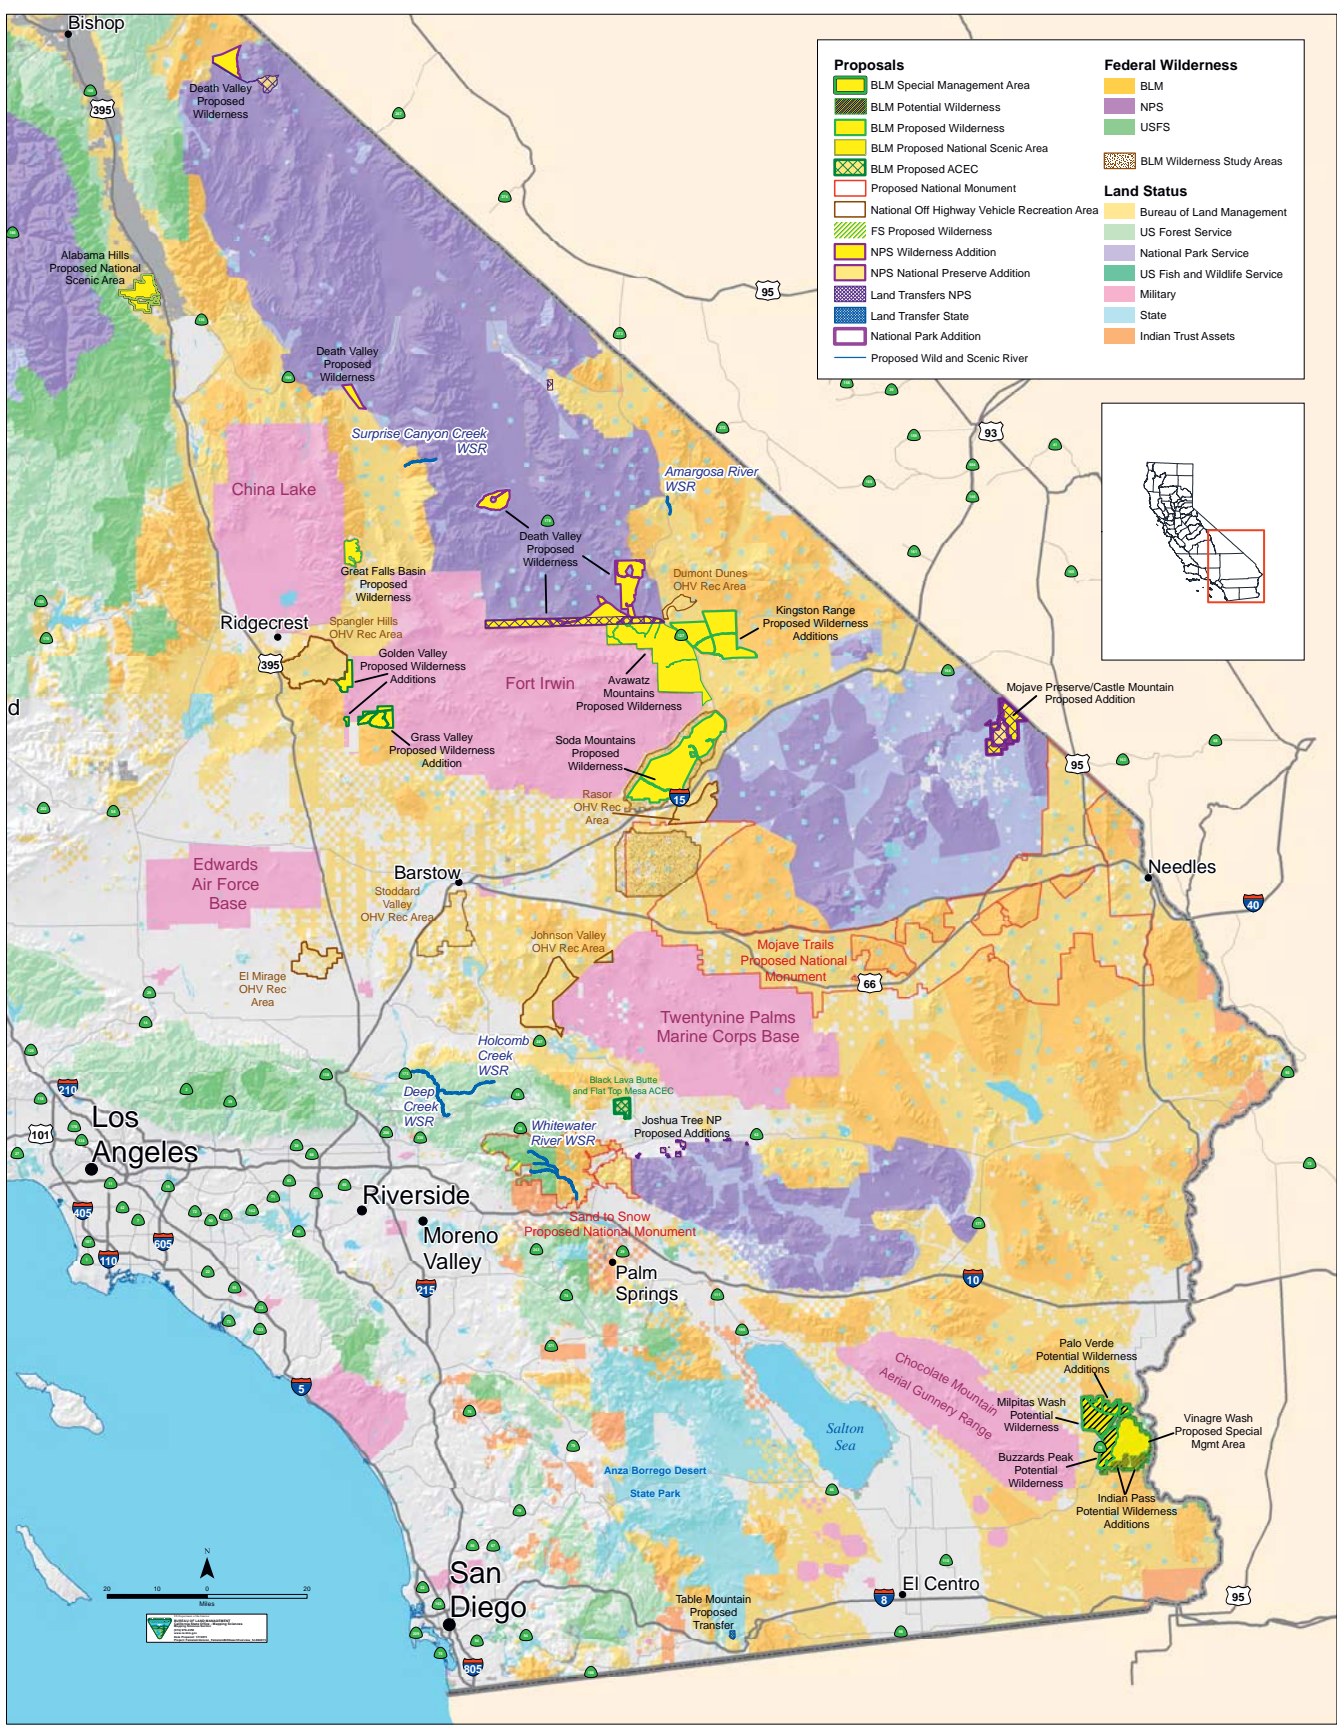 Bishop
395
Death Valley
Proposed
Wilderness
Alabama Hills
Proposed National
Scenic Area
Death Valley
Proposed
Wilderness
Surprise Canyon Creek
WSR
Amargosa River
WSR
China Lake
Death Valley
Proposed
Wilderness
Great Falls Basin
Proposed
Wilderness
Dumont Dunes
OHV Rec Area
Kingston Range
Proposed Wilderness
Additions
Ridgecrest
Spangler Hills
OHV Rec Area
395
Golden Valley
Proposed Wilderness
Additions
Fort Irwin
Avawatz
Mountains
Proposed Wilderness
Mojave Preserve/Castle Mountain
Proposed Addition
d
Grass Valley
Proposed Wilderness
Addition
Soda Mountains
Proposed
Wilderness
Rasor
OHV Rec
Area
15
95
Edwards
Air Force
Base
Barstow
Needles
40
Stoddard
Valley
OHV Rec Area
Johnson Valley
OHV Rec Area
El Mirage
OHV Rec
Area
Mojave Trails
Proposed National
Monument
66
Twentynine Palms
Marine Corps Base
Holcomb
Creek
WSR
Deep
Creek
WSR
Black Lava Butte
and Flat Top Mesa ACEC
Whitewater
River WSR
Joshua Tree NP
Proposed Additions
210
101
Los
Angeles
Riverside
Moreno
Valley
405
605
110
215
Sand to Snow
Proposed National Monument
Palm
Springs
10
5
Salton
Sea
Chocolate Mountain
Aerial Gunnery Range
Palo Verde
Potential Wilderness
Additions
Milpitas Wash
Potential
Wilderness
Vinagre Wash
Proposed Special
Mgmt Area
Buzzards Peak
Potential
Wilderness
Indian Pass
Potential Wilderness
Additions
Anza Borrego Desert
State Park
San
Diego
El Centro
8
95
805
Table Mountain
Proposed
Transfer
N
20 10 0 20
Miles
BUREAU OF LAND MANAGEMENT
95
93
Proposals
BLM Special Management Area
BLM Potential Wilderness
BLM Proposed Wilderness
BLM Proposed National Scenic Area
BLM Proposed ACEC
Proposed National Monument
National Off Highway Vehicle Recreation Area
FS Proposed Wilderness
NPS Wilderness Addition
NPS National Preserve Addition
Land Transfers NPS
Land Transfer State
National Park Addition
Proposed Wild and Scenic River
Federal Wilderness
BLM
NPS
USFS
BLM Wilderness Study Areas
Land Status
Bureau of Land Management
US Forest Service
National Park Service
US Fish and Wildlife Service
Military
State
Indian Trust Assets